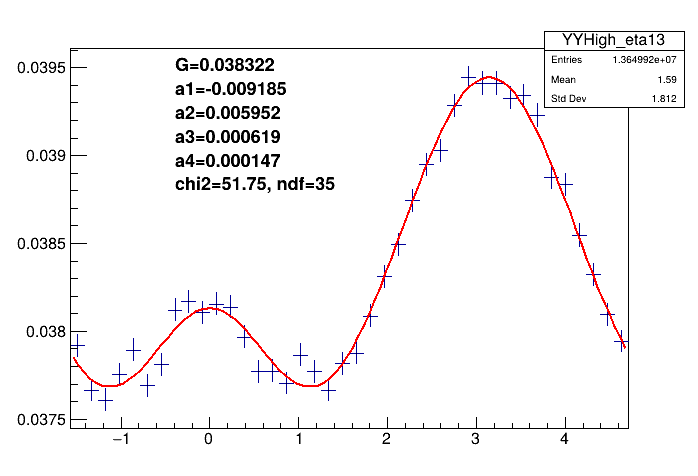 YYHigh_eta13
Entries 1.364992e+07
Mean 1.59
Std Dev 1.812
G=0.038322
a1=-0.009185
a2=0.005952
a3=0.000619
a4=0.000147
chi2=51.75, ndf=35
0.0395
0.039
0.0385
0.038
0.0375
−1 0 1 2 3 4